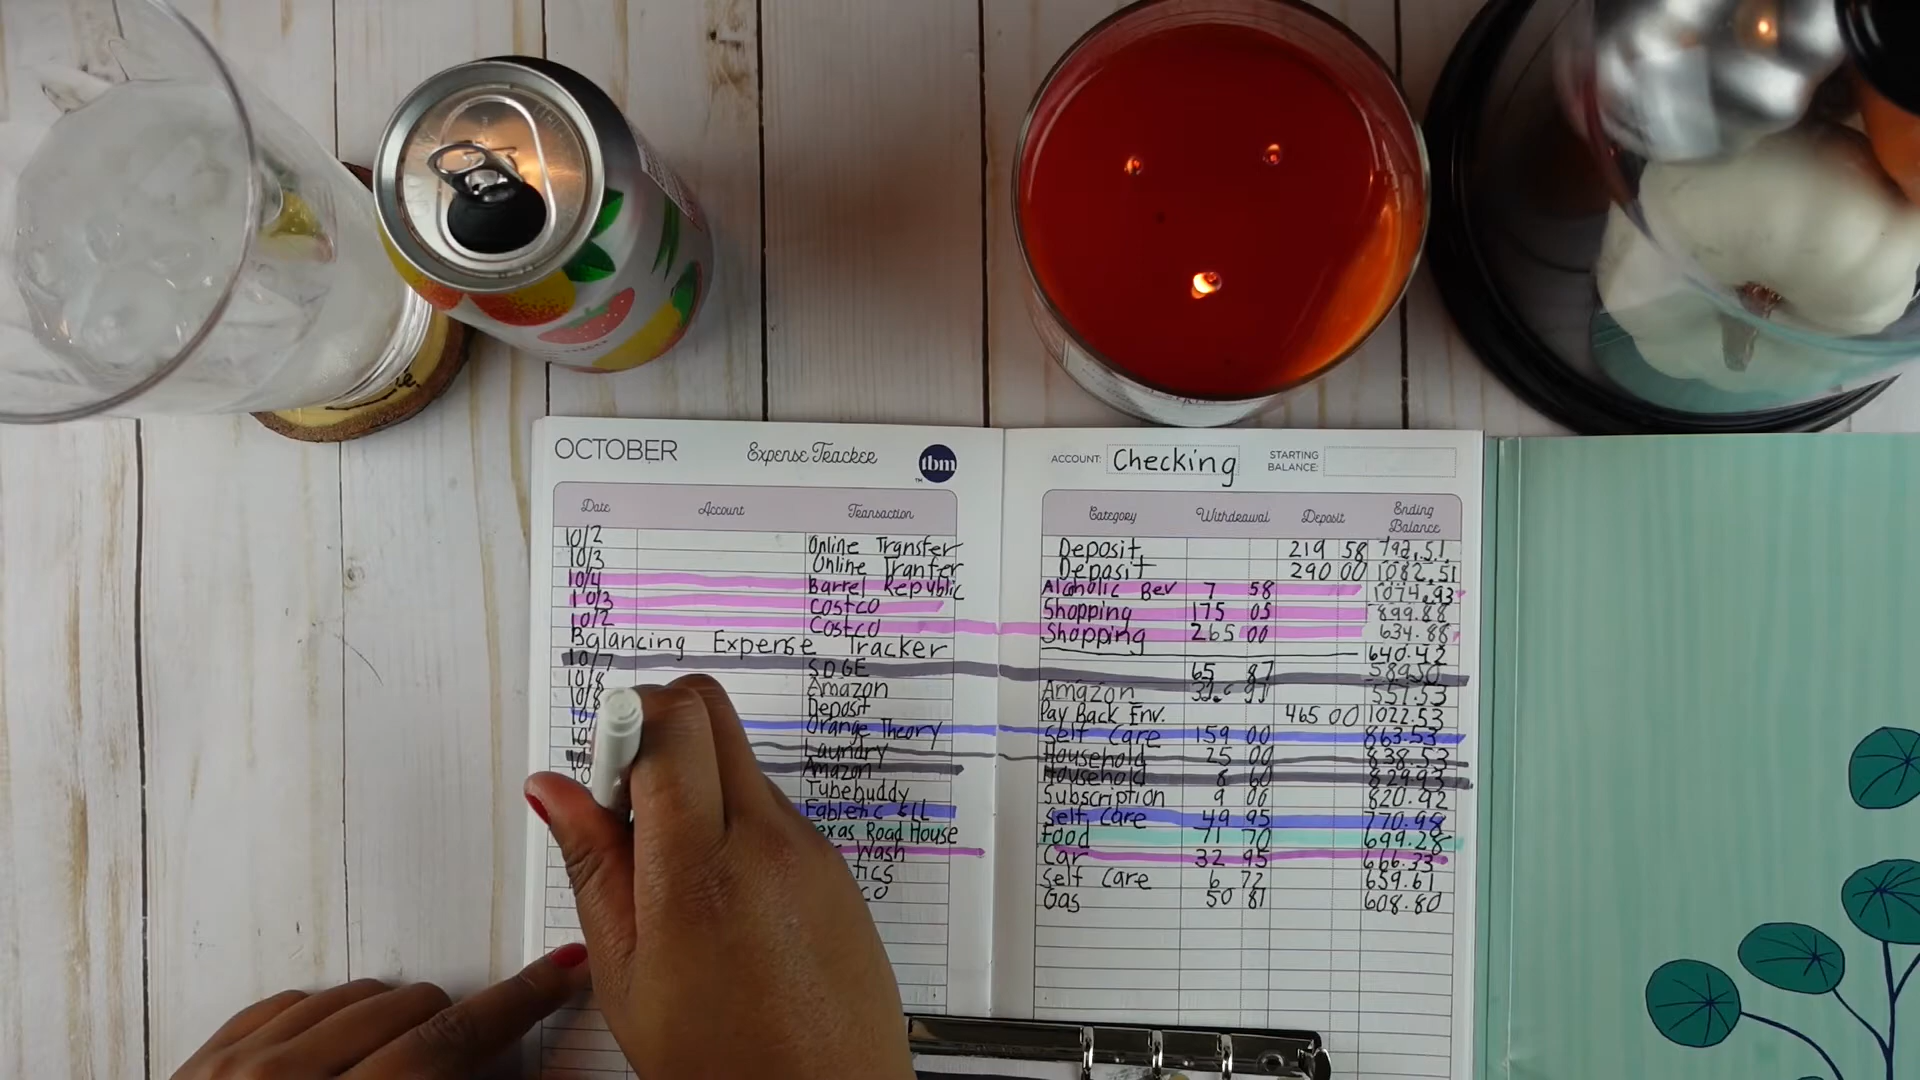 OCTOBER Expense Tracker tbm
ACCOUNT: Checking STARTING BALANCE:
Date Account Transaction Category Withdrawal Deposit Ending Balance
10/2 Online Transfer Deposit 219 58 792.51
10/3 Online Tranfer Deposit 290 00 1082.51
10/4 Barrel Republic Alcoholic Bev 7 58 1074.93
10/3 Costco Shopping 175 05 899.88
10/2 Costco Shopping 265 00 634.88
Balancing Expense Tracker 640.42
10/7 SDGE 65 87 589.50
10/8 Amazon Amazon 551.53
10/8 Deposit Pay Back Env. 465 00 1022.53
Orange Theory Self Care 159 00 863.53
Laundry Household 25 00 838.53
Amazon Household 8 60 829.93
Tubebuddy Subscription 9 00 820.92
Fabletic Self Care 49 95 770.98
Texas Road House Food 71 70 699.28
Wash Car 32 95 666.33
Self Care 6 72 659.61
Gas 50 81 608.80